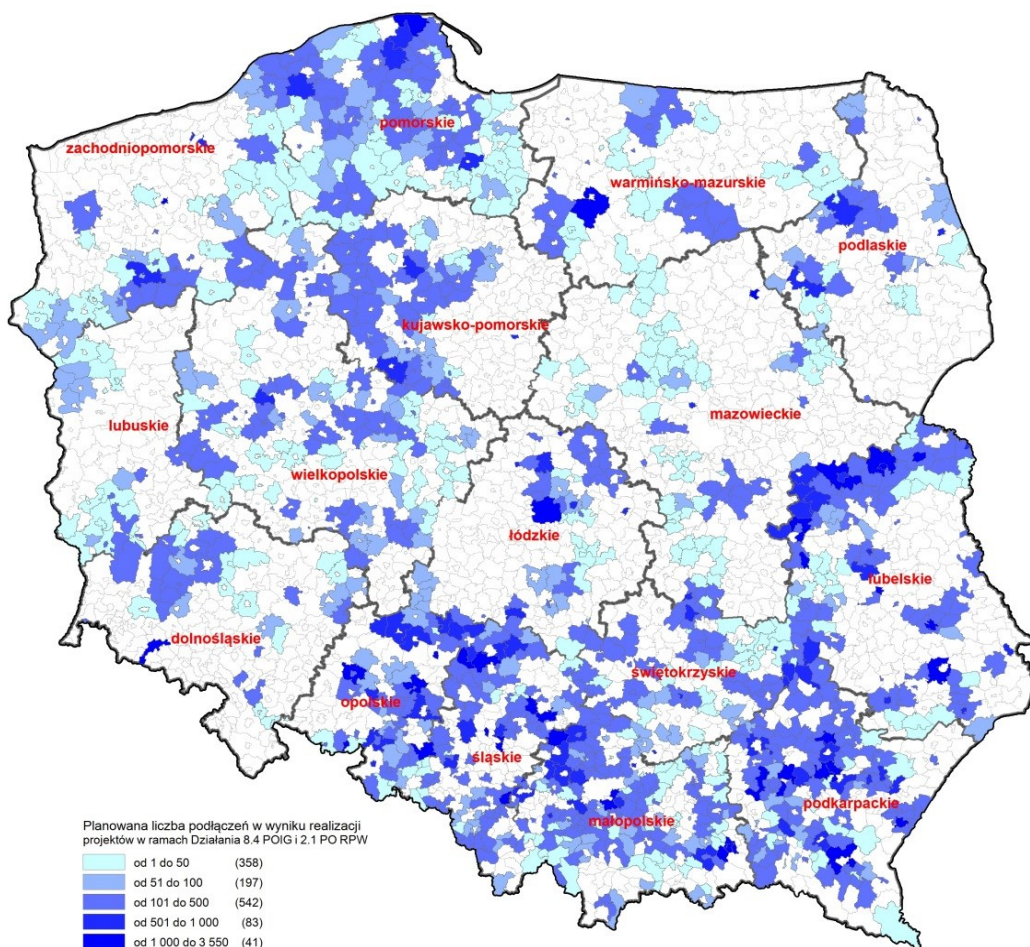 pomorskie
zachodniopomorskie
warmińsko-mazurskie
podlaskie
kujawsko-pomorskie
mazowieckie
lubuskie
wielkopolskie
łódzkie
lubelskie
dolnośląskie
świętokrzyskie
opolskie
śląskie
podkarpackie
małopolskie
Planowana liczba podłączeń w wyniku realizacji
projektów w ramach Działania 8.4 POIG i 2.1 PO RPW
od 1 do 50 (358)
od 51 do 100 (197)
od 101 do 500 (542)
od 501 do 1 000 (83)
od 1 000 do 3 550 (41)